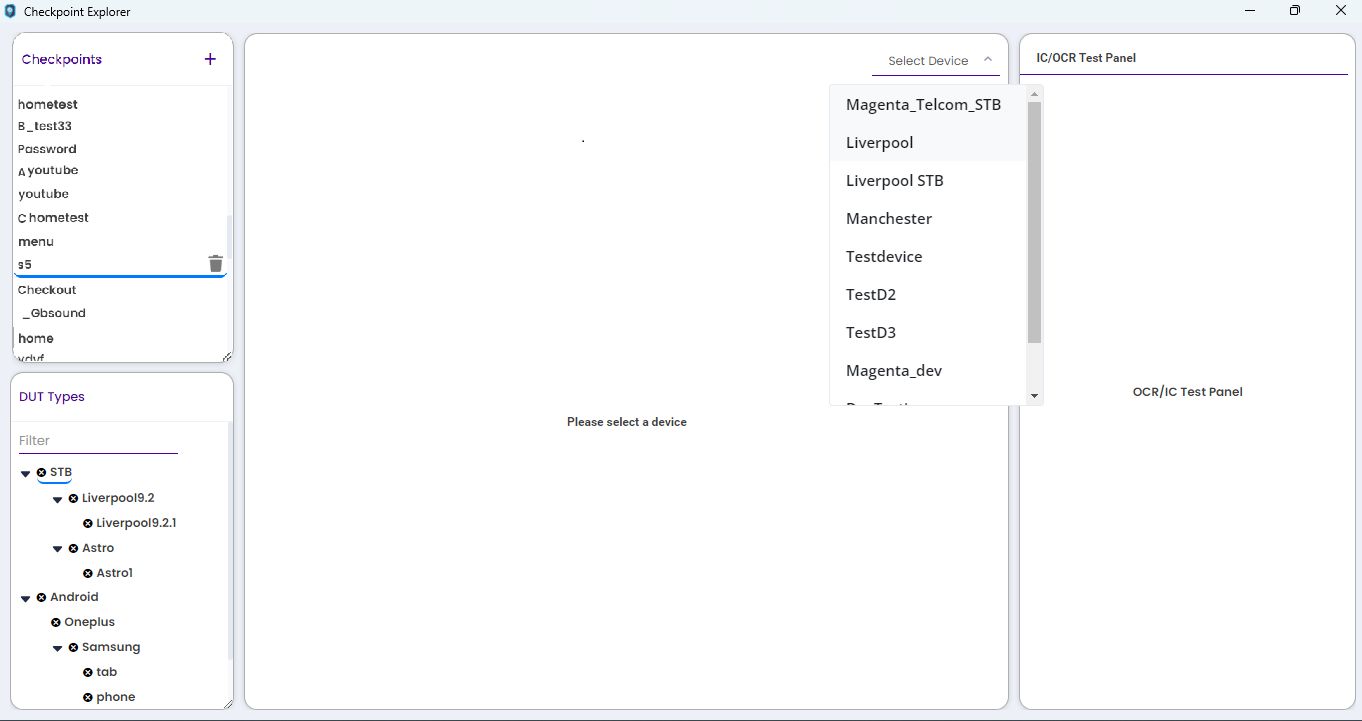 Checkpoint Explorer
Checkpoints
hometest
B_test33
Password
A youtube
youtube
C hometest
menu
s5
Checkout
_Gbsound
home
DUT Types
Filter
STB
Liverpool9.2
Liverpool9.2.1
Astro
Astro1
Android
Oneplus
Samsung
tab
phone
Select Device
Magenta_Telcom_STB
Liverpool
Liverpool STB
Manchester
Testdevice
TestD2
TestD3
Magenta_dev
Please select a device
IC/OCR Test Panel
OCR/IC Test Panel